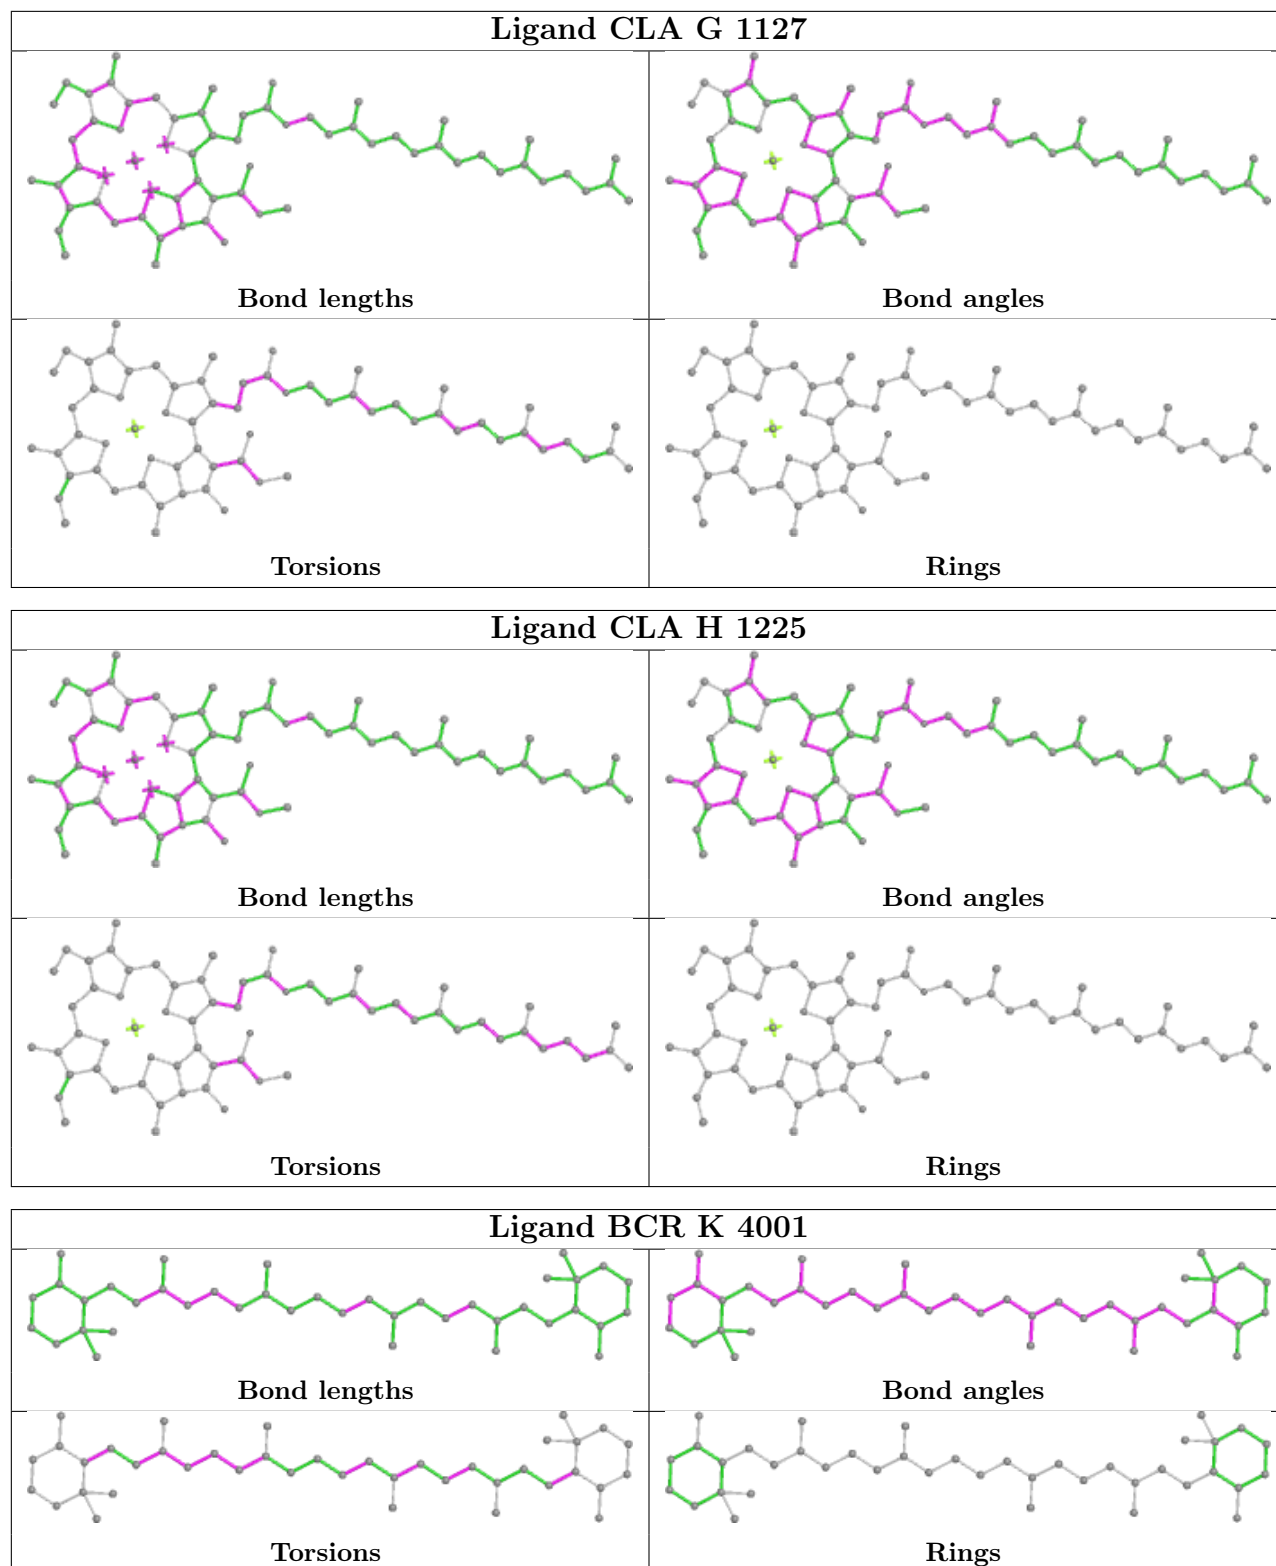 Ligand CLA G 1127
Bond lengths
Bond angles
Torsions
Rings
Ligand CLA H 1225
Bond lengths
Bond angles
Torsions
Rings
Ligand BCR K 4001
Bond lengths
Bond angles
Torsions
Rings